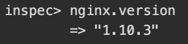 inspec> nginx.version
=> "1.10.3"